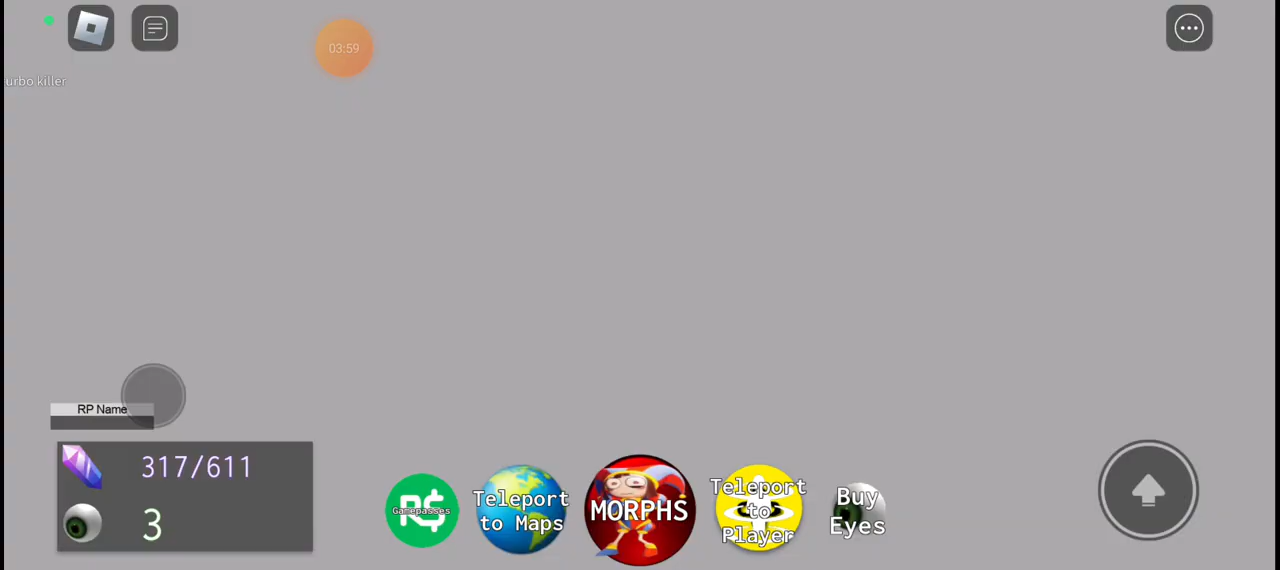 03:59
urbo killer
RP Name
317/611
3
R$
Gamepasses
Teleport
to Maps
MORPHS
Teleport
to
Player
Buy
Eyes